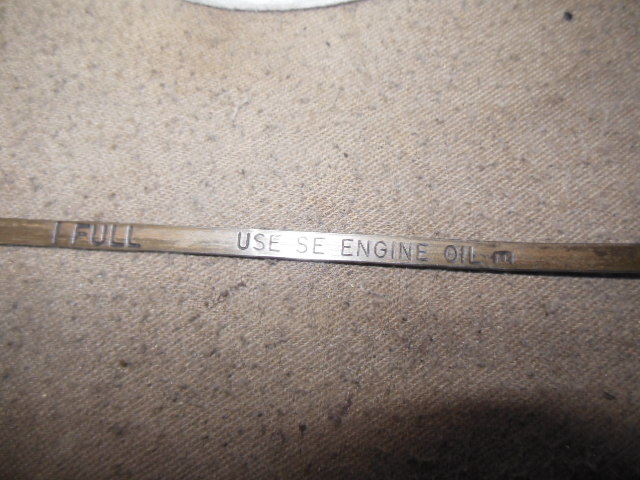 | FULL USE SE ENGINE OIL m